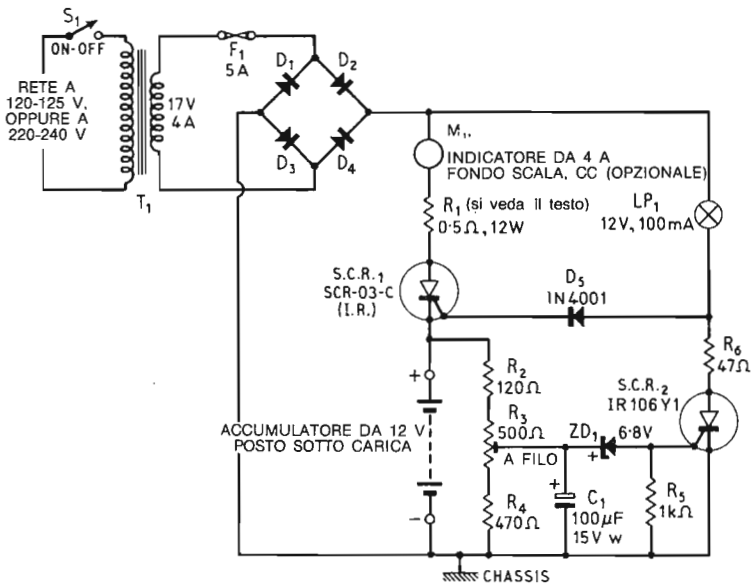 S1
ON-OFF
RETE A
120-125 V,
OPPURE A
220-240 V
T1
17V
4A
F1
5A
D1
D2
D3
D4
M1,
INDICATORE DA 4 A
FONDO SCALA, CC (OPZIONALE)
R1 (si veda il testo)
0·5Ω, 12W
LP1
12V, 100mA
S.C.R.1
SCR-03-C
(I.R.)
D5
1N4001
R6
47Ω
S.C.R.2
IR106Y1
+
ACCUMULATORE DA 12 V
POSTO SOTTO CARICA
-
R2
120Ω
R3
500Ω
A FILO
R4
470Ω
ZD1
6·8V
+
+
C1
100µF
15V w
R5
1kΩ
CHASSIS